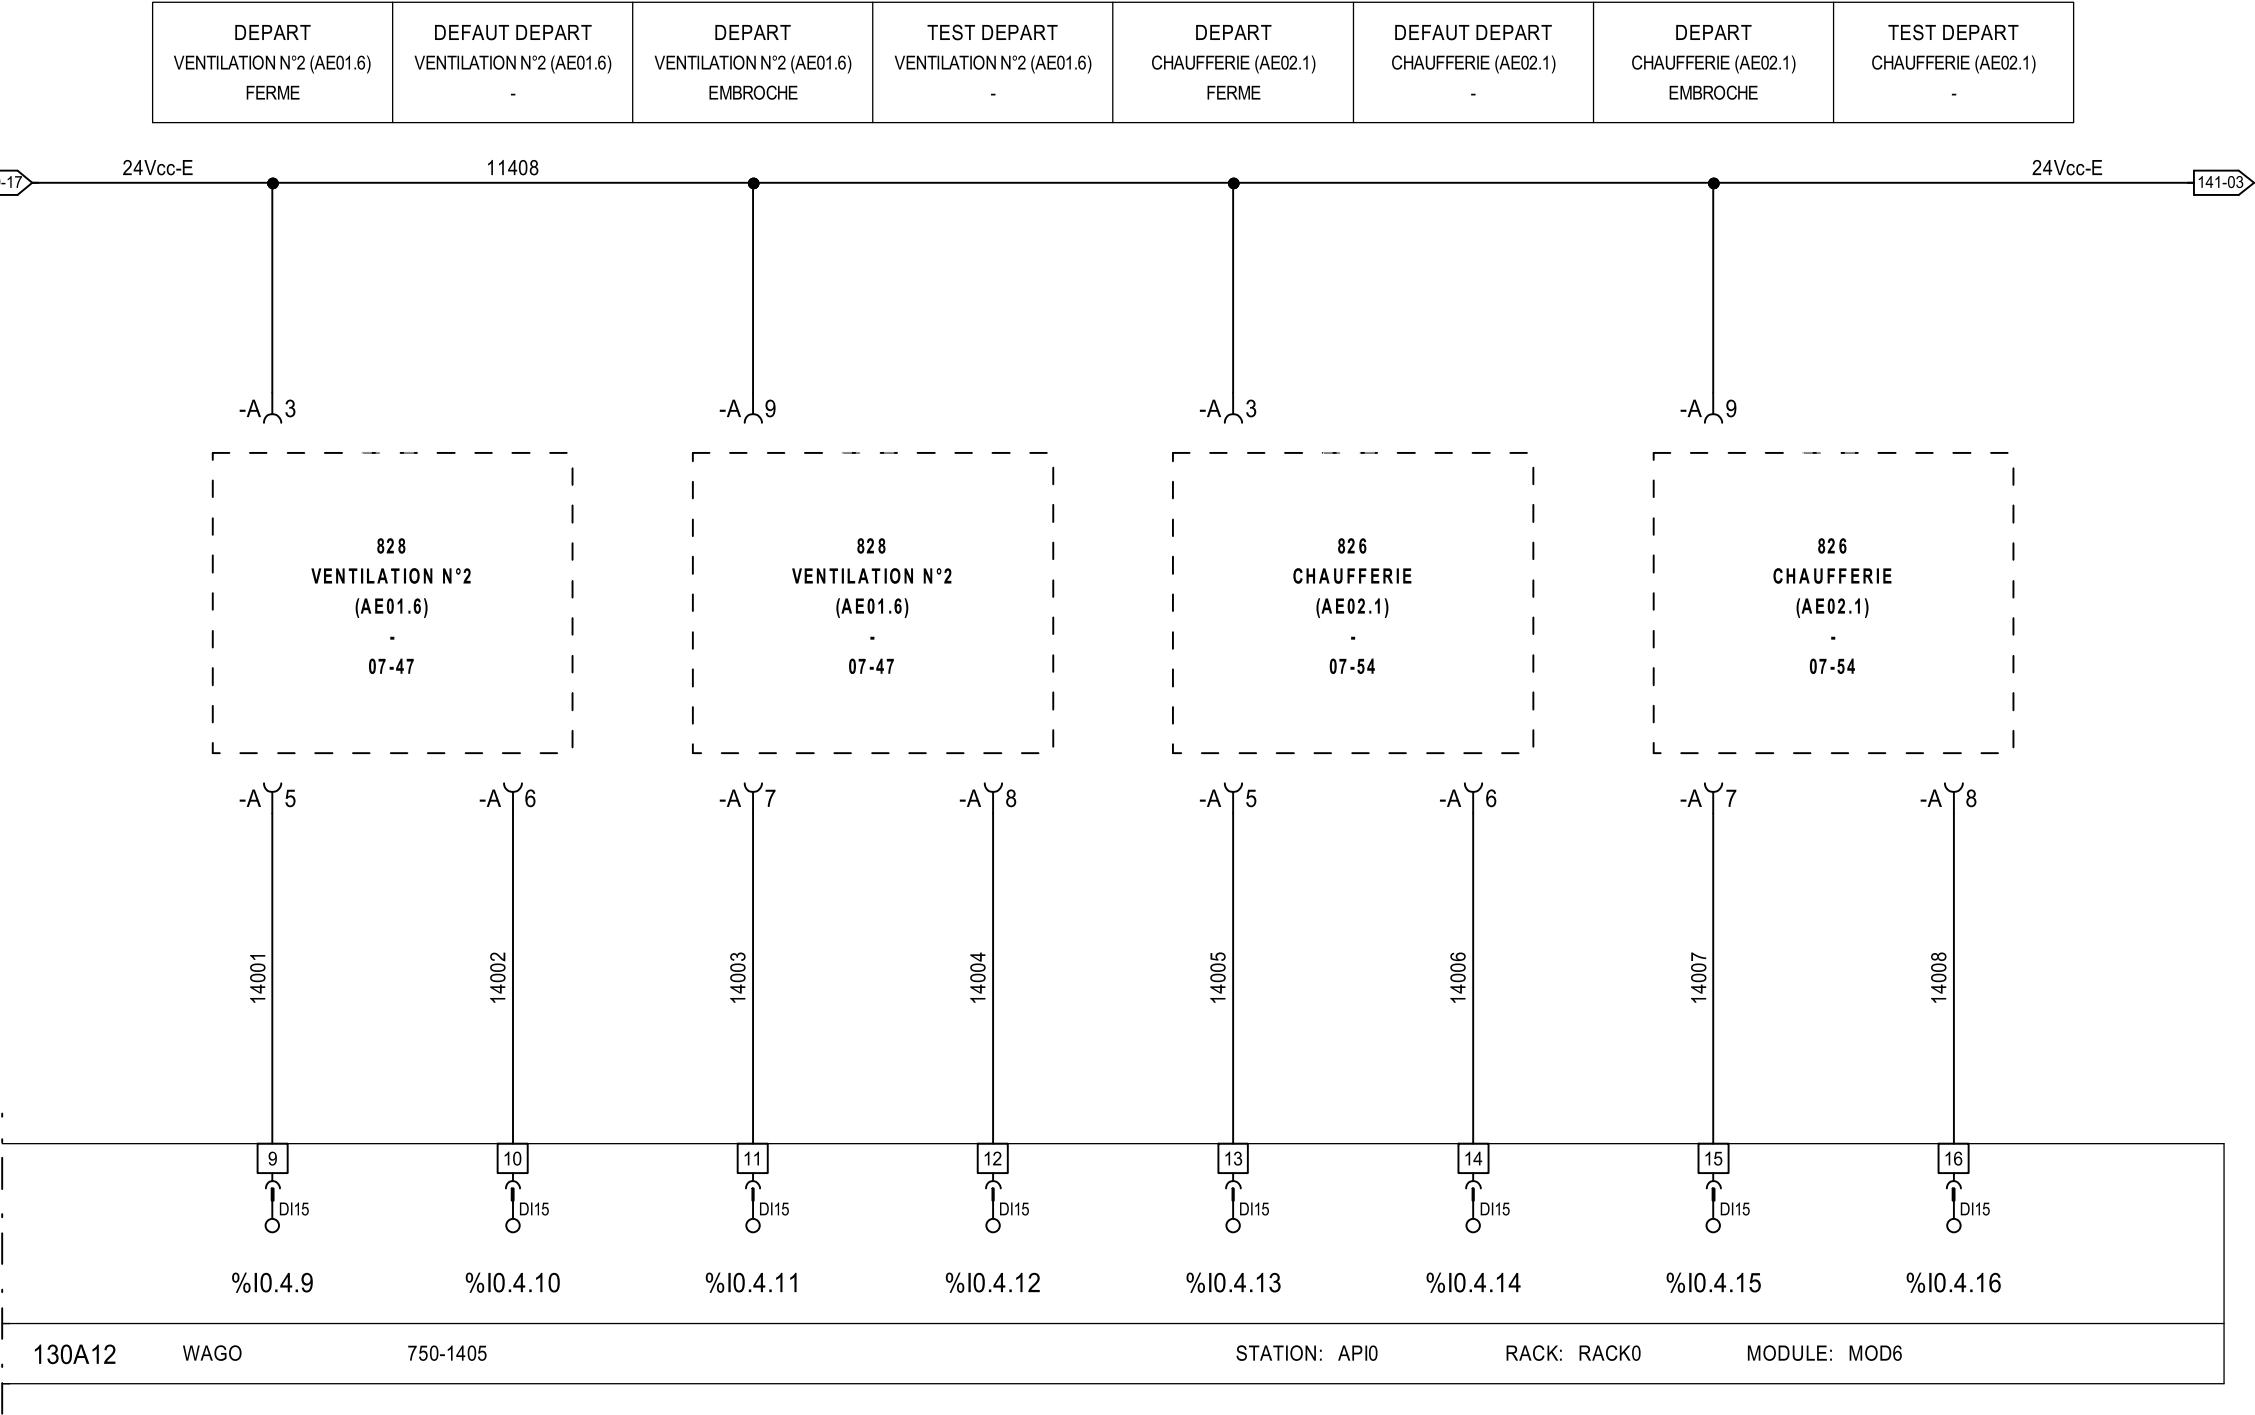 DEPART
VENTILATION N°2 (AE01.6)
FERME
DEFAUT DEPART
VENTILATION N°2 (AE01.6)
-
DEPART
VENTILATION N°2 (AE01.6)
EMBROCHE
TEST DEPART
VENTILATION N°2 (AE01.6)
-
DEPART
CHAUFFERIE (AE02.1)
FERME
DEFAUT DEPART
CHAUFFERIE (AE02.1)
-
DEPART
CHAUFFERIE (AE02.1)
EMBROCHE
TEST DEPART
CHAUFFERIE (AE02.1)
-
-17
24Vcc-E
11408
24Vcc-E
141-03
-A 3
-A 9
-A 3
-A 9
828
VENTILATION N°2
(AE01.6)
-
07-47
828
VENTILATION N°2
(AE01.6)
-
07-47
826
CHAUFFERIE
(AE02.1)
-
07-54
826
CHAUFFERIE
(AE02.1)
-
07-54
-A 5
-A 6
-A 7
-A 8
-A 5
-A 6
-A 7
-A 8
14001
14002
14003
14004
14005
14006
14007
14008
9
10
11
12
13
14
15
16
DI15
DI15
DI15
DI15
DI15
DI15
DI15
DI15
%I0.4.9
%I0.4.10
%I0.4.11
%I0.4.12
%I0.4.13
%I0.4.14
%I0.4.15
%I0.4.16
130A12 WAGO 750-1405 STATION: API0 RACK: RACK0 MODULE: MOD6